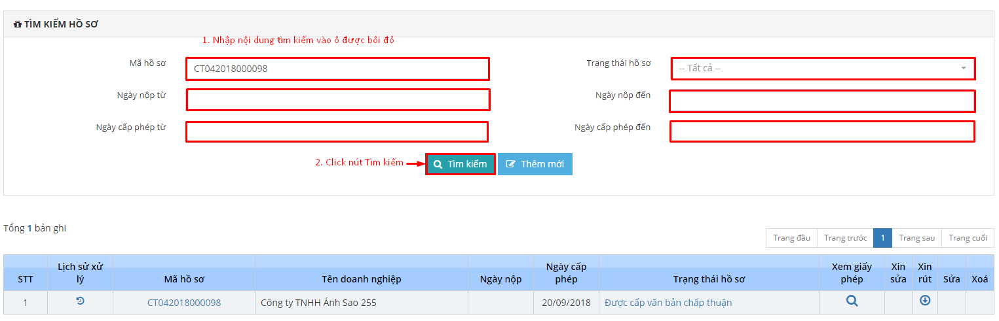 TÌM KIẾM HỒ SƠ
1. Nhập nội dung tìm kiếm vào ô được bôi đỏ
Mã hồ sơ CT042018000098 Trạng thái hồ sơ -- Tất cả --
Ngày nộp từ Ngày nộp đến
Ngày cấp phép từ Ngày cấp phép đến
2. Click nút Tìm kiếm Tìm kiếm Thêm mới
Tổng 1 bản ghi
Trang đầu Trang trước 1 Trang sau Trang cuối
STT Lịch sử xử lý Mã hồ sơ Tên doanh nghiệp Ngày nộp Ngày cấp phép Trạng thái hồ sơ Xem giấy phép Xin sửa Xin rút Sửa Xoá
1 CT042018000098 Công ty TNHH Ánh Sao 255 20/09/2018 Được cấp văn bản chấp thuận